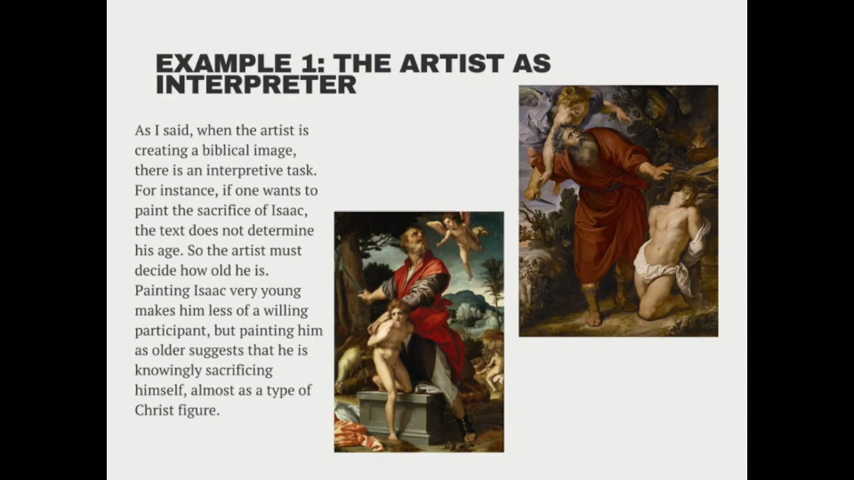 EXAMPLE 1: THE ARTIST AS
INTERPRETER
As I said, when the artist is
creating a biblical image,
there is an interpretive task.
For instance, if one wants to
paint the sacrifice of Isaac,
the text does not determine
his age. So the artist must
decide how old he is.
Painting Isaac very young
makes him less of a willing
participant, but painting him
as older suggests that he is
knowingly sacrificing
himself, almost as a type of
Christ figure.